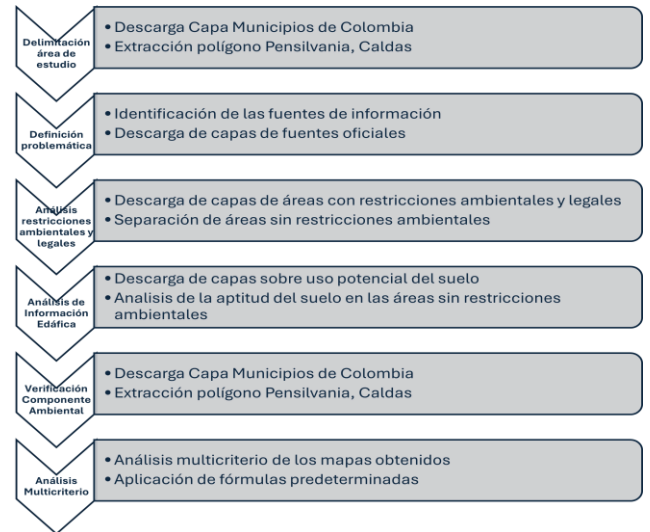 Delimitación
área de
estudio
• Descarga Capa Municipios de Colombia
• Extracción polígono Pensilvania, Caldas
Definición
problemática
• Identificación de las fuentes de información
• Descarga de capas de fuentes oficiales
Análisis
restricciones
ambientales y
legales
• Descarga de capas de áreas con restricciones ambientales y legales
• Separación de áreas sin restricciones ambientales
Análisis de
Información
Edáfica
• Descarga de capas sobre uso potencial del suelo
• Analisis de la aptitud del suelo en las áreas sin restricciones
ambientales
Verificación
Componente
Ambiental
• Descarga Capa Municipios de Colombia
• Extracción polígono Pensilvania, Caldas
Análisis
Multicriterio
• Análisis multicriterio de los mapas obtenidos
• Aplicación de fórmulas predeterminadas